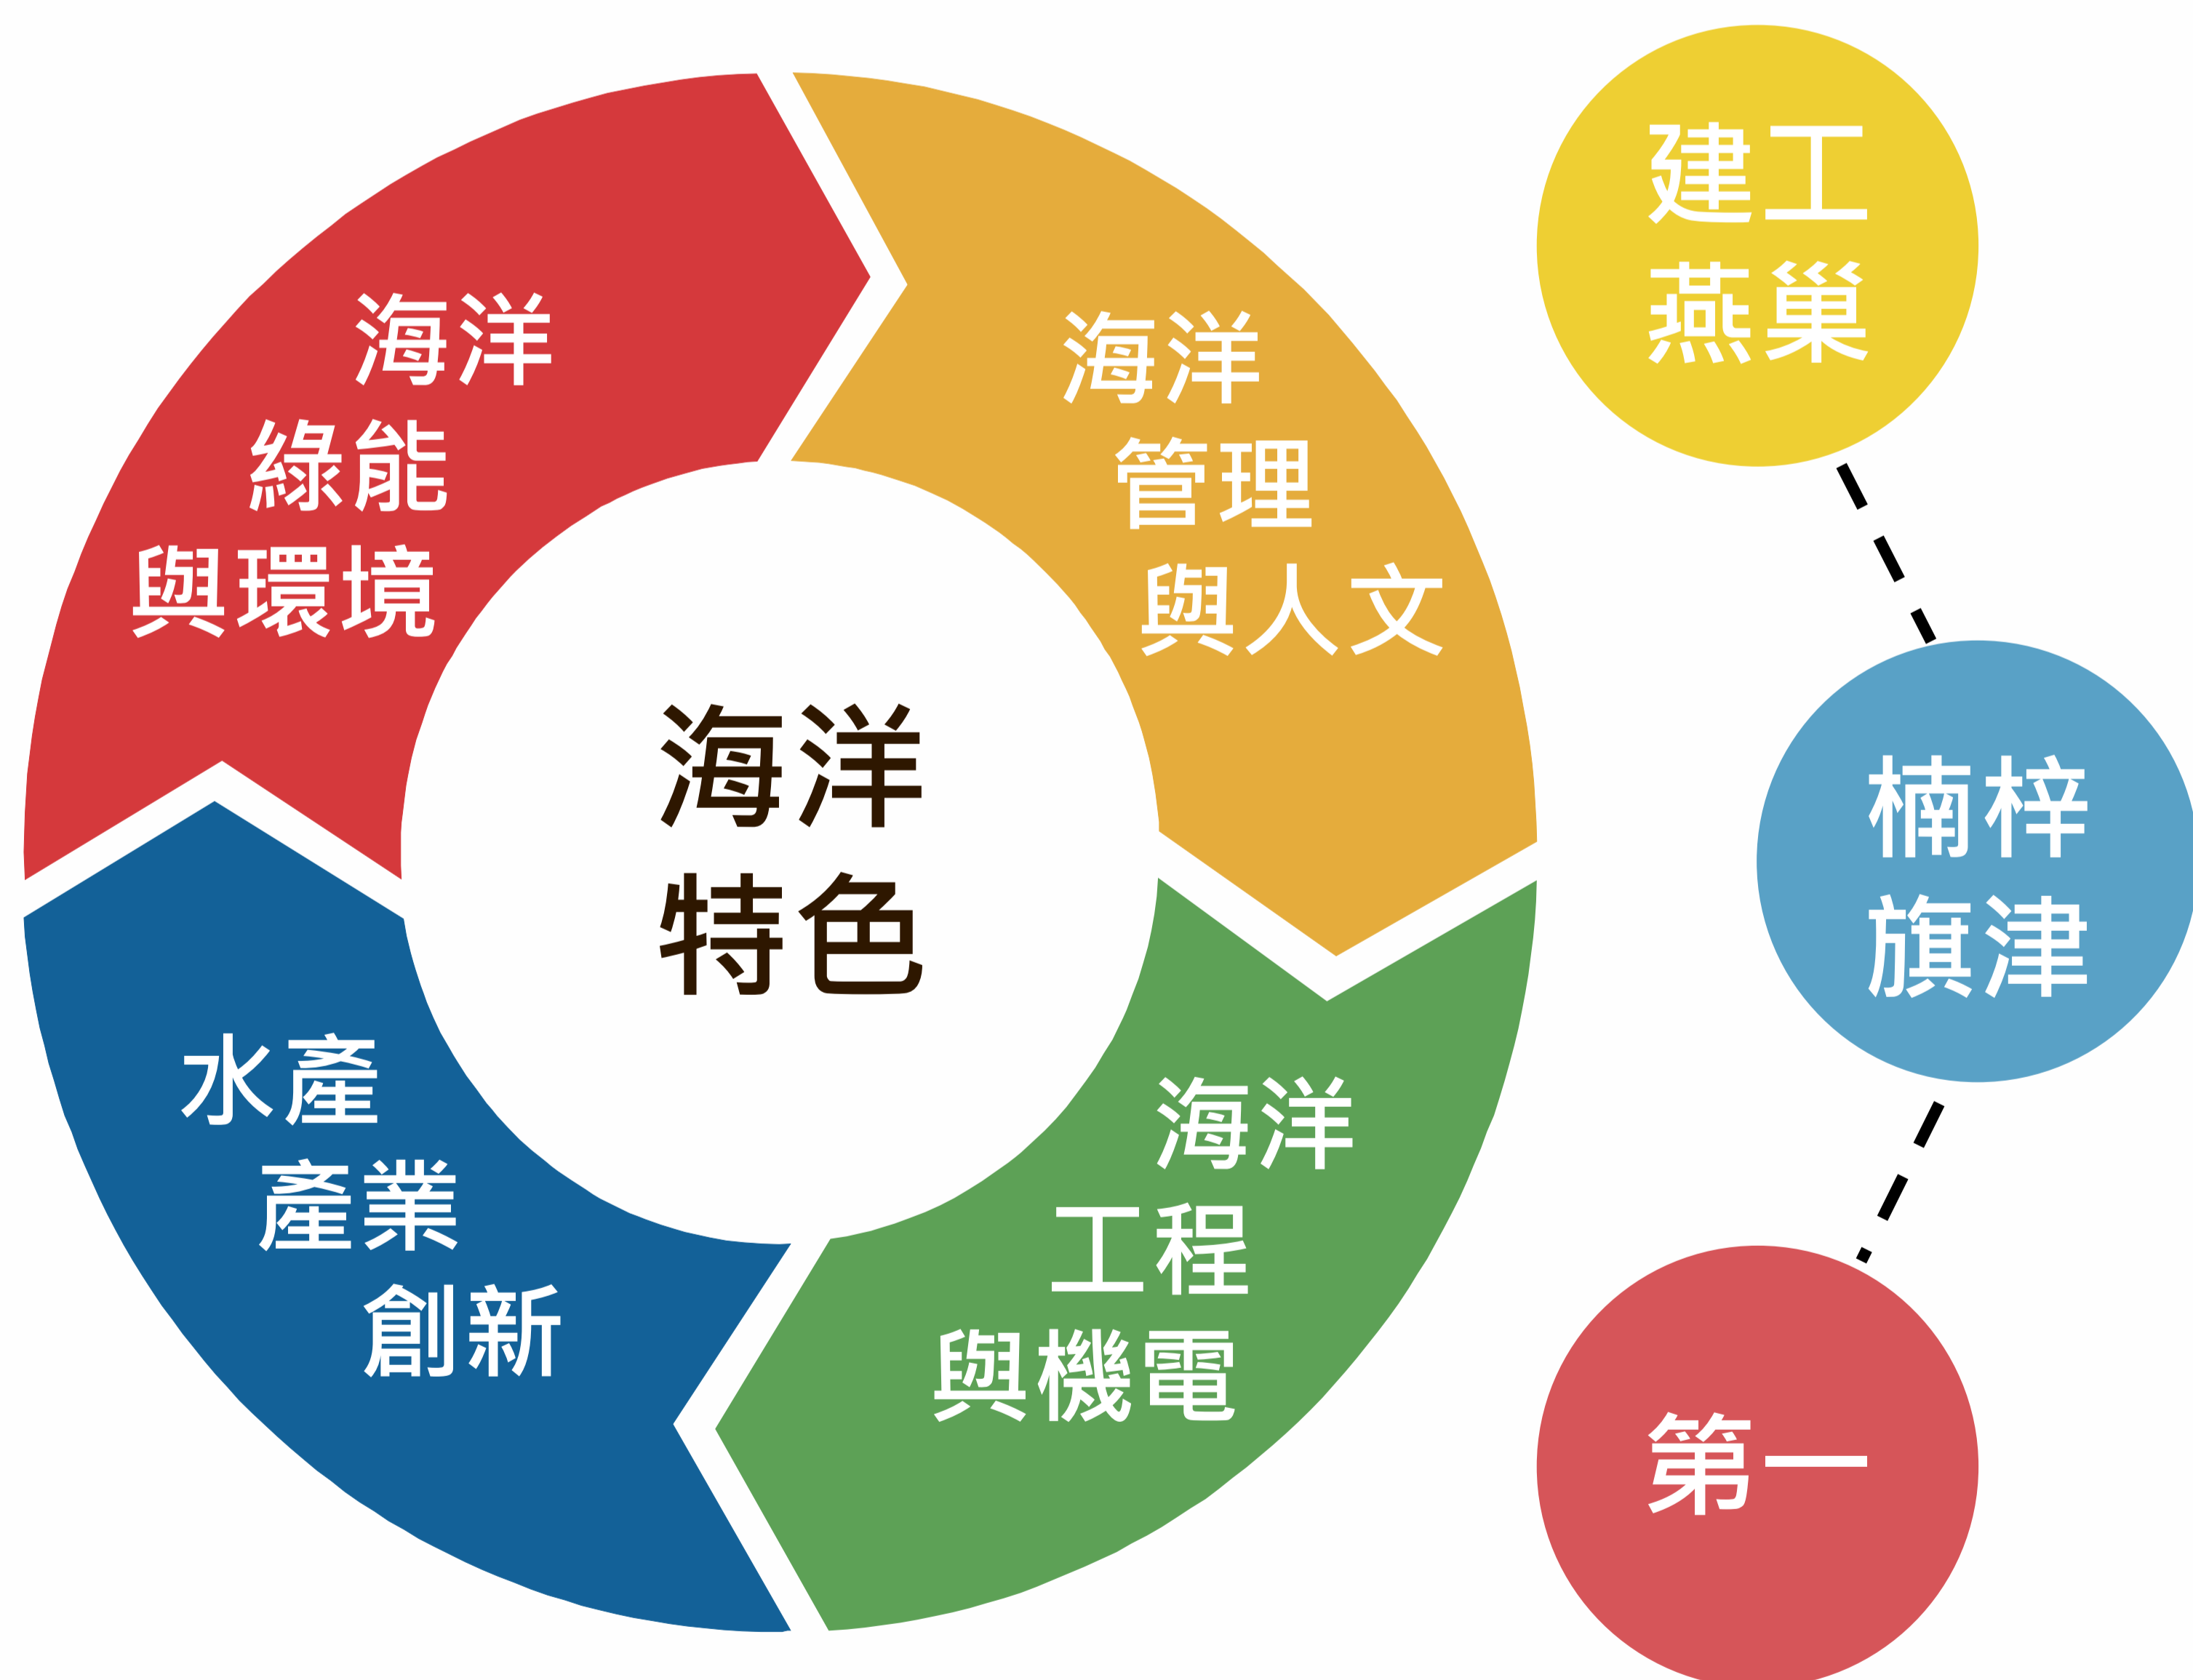 海洋
綠能
與環境
海洋
管理
與人文
海洋
特色
水產
產業
創新
海洋
工程
與機電
建工
燕巢
楠梓
旗津
第一